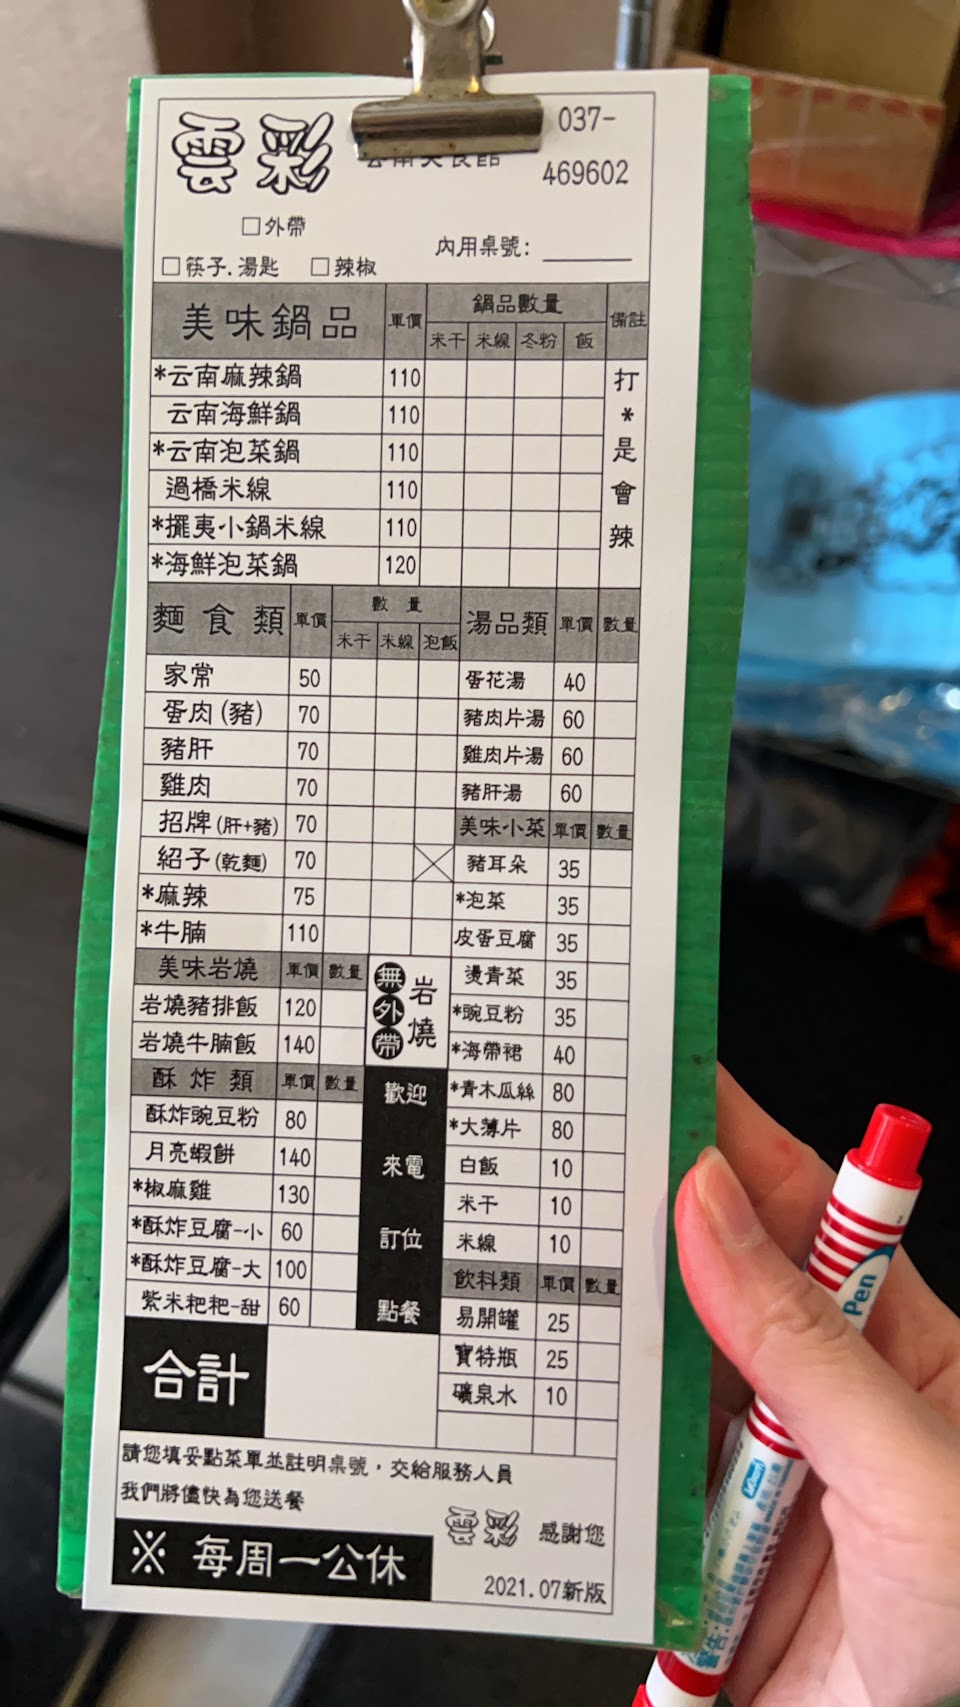 雲彩
037-
469602
□外帶
□筷子.湯匙 □辣椒
內用桌號:
美味鍋品 單價 鍋品數量 備註
米干 米線 冬粉 飯
*云南麻辣鍋 110
云南海鮮鍋 110
*云南泡菜鍋 110
過橋米線 110
*擺夷小鍋米線 110
*海鮮泡菜鍋 120
打*是會辣
麵食類 單價 數量
米干 米線 泡飯
家常 50
蛋肉(豬) 70
豬肝 70
雞肉 70
招牌(肝+豬) 70
紹子(乾麵) 70
*麻辣 75
*牛腩 110
美味岩燒 單價 數量
岩燒豬排飯 120
岩燒牛腩飯 140
岩燒
無外帶
酥炸類 單價 數量
酥炸豌豆粉 80
月亮蝦餅 140
*椒麻雞 130
*酥炸豆腐-小 60
*酥炸豆腐-大 100
紫米粑粑-甜 60
歡迎
來電
訂位
點餐
湯品類 單價 數量
蛋花湯 40
豬肉片湯 60
雞肉片湯 60
豬肝湯 60
美味小菜 單價 數量
豬耳朵 35
*泡菜 35
皮蛋豆腐 35
燙青菜 35
*豌豆粉 35
*海帶裙 40
*青木瓜絲 80
*大薄片 80
白飯 10
米干 10
米線 10
飲料類 單價 數量
易開罐 25
寶特瓶 25
礦泉水 10
合計
請您填妥點菜單並註明桌號，交給服務人員
我們將儘快為您送餐
雲彩 感謝您
※ 每周一公休
2021.07新版
Pen